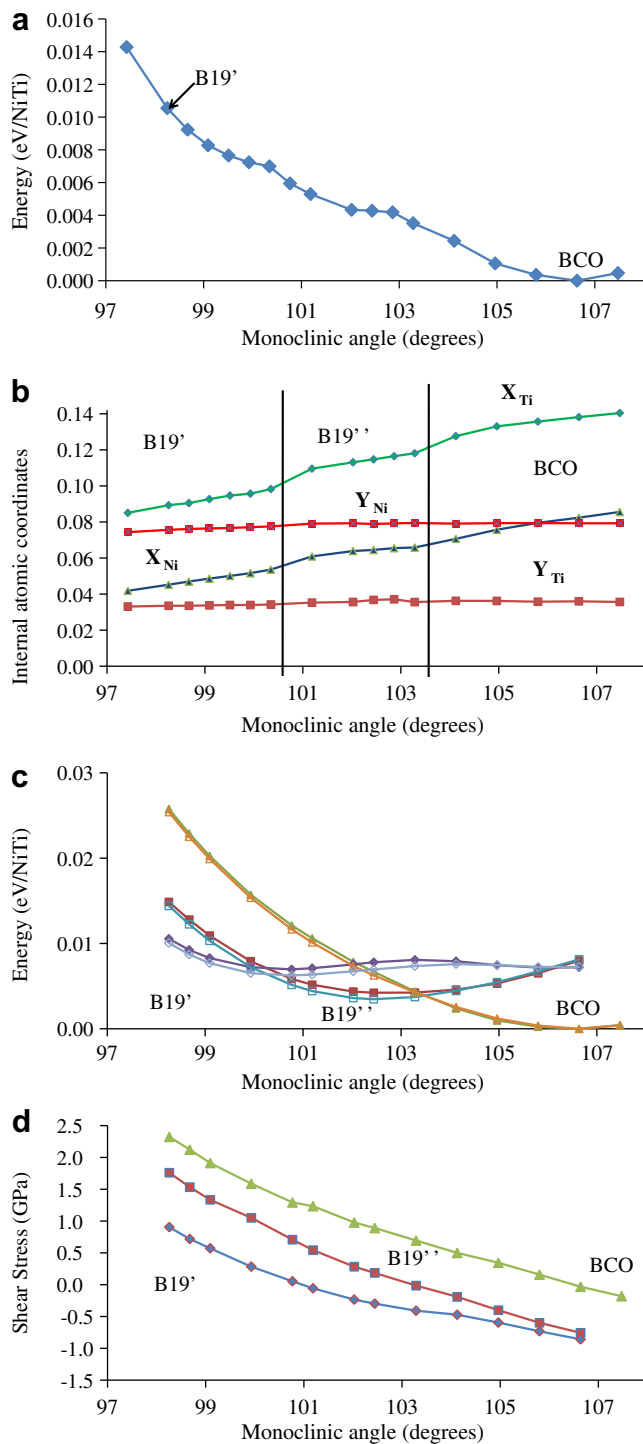 a
0.016
0.014
0.012
0.010
0.008
0.006
0.004
0.002
0.000
Energy (eV/NiTi)
B19’
BCO
97 99 101 103 105 107
Monoclinic angle (degrees)
b
0.14
0.12
0.10
0.08
0.06
0.04
0.02
0.00
Internal atomic coordinates
X Ti
B19’
B19’’
BCO
Y Ni
X Ni
Y Ti
97 99 101 103 105 107
Monoclinic angle (degrees)
c
0.03
0.02
0.01
0.00
Energy (eV/NiTi)
B19’
B19’’
BCO
97 99 101 103 105 107
Monoclinic angle (degrees)
d
2.5
2.0
1.5
1.0
0.5
0.0
-0.5
-1.0
-1.5
Shear Stress (GPa)
B19’
B19’’
BCO
97 99 101 103 105 107
Monoclinic angle (degrees)